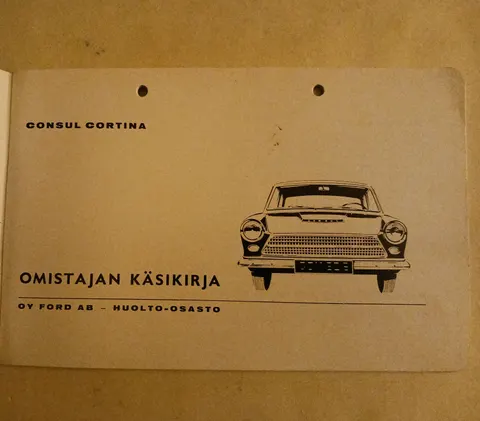 CONSUL CORTINA
OMISTAJAN KÄSIKIRJA
OY FORD AB – HUOLTO-OSASTO